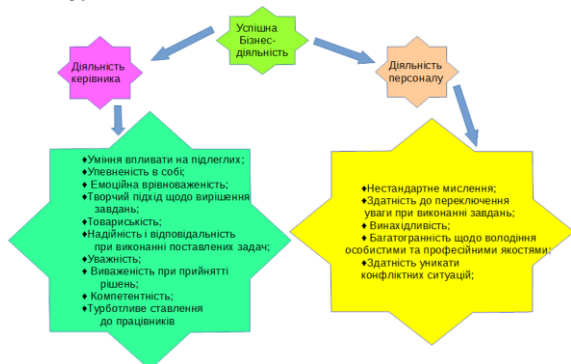 Успішна
Бізнес-
діяльність
Діяльність
керівника
Діяльність
персоналу
♦Уміння впливати на підлеглих;
♦Упевненість в собі;
♦ Емоційна врівноваженість;
♦Творчий підхід щодо вирішення
завдань;
♦Товариськість;
♦Надійність і відповідальність
при виконанні поставлених задач;
♦Уважність;
♦ Виваженість при прийнятті
рішень;
♦ Компетентність;
♦Турботливе ставлення
до працівників
♦Нестандартне мислення;
♦Здатність до переключення
уваги при виконанні завдань;
♦ Винахідливість;
♦ Багатогранність щодо володіння
особистими та професійними якостями;
♦Здатність уникати
конфліктних ситуацій;